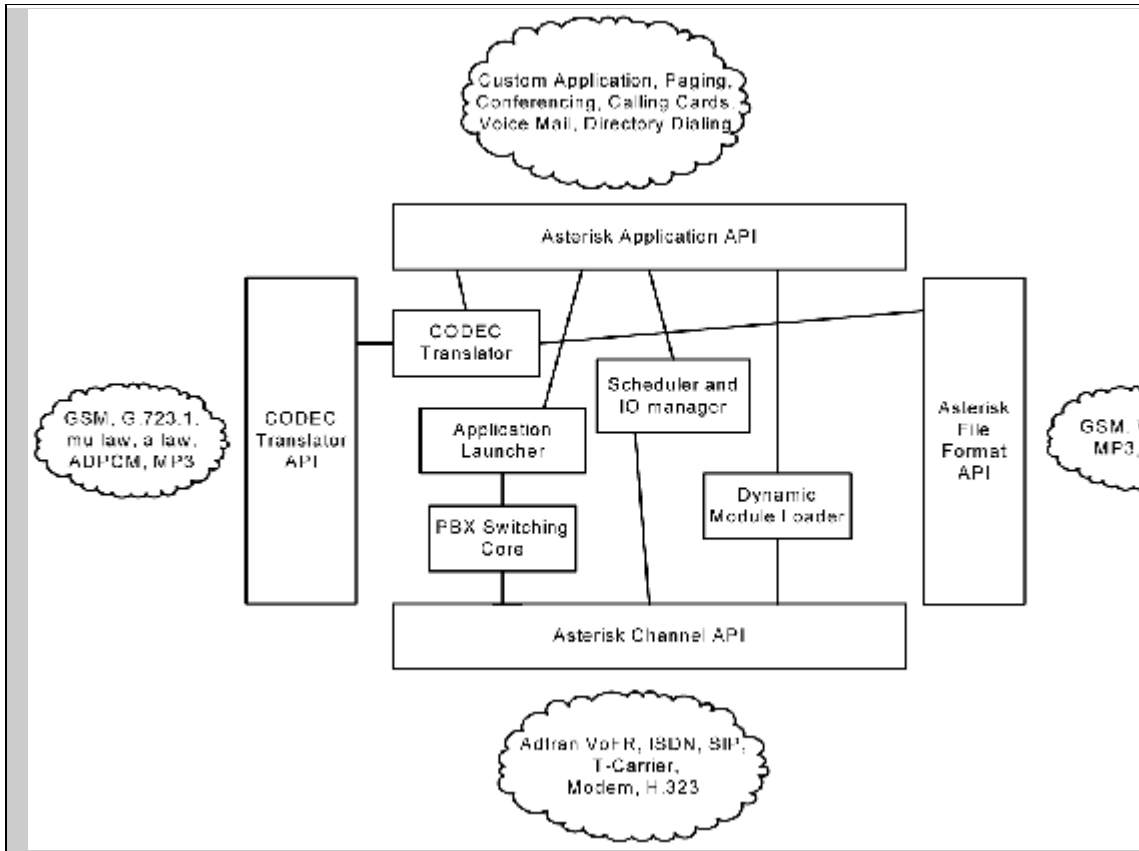 Custom Application, Paging,
Conferencing, Calling Cards,
Voice Mail, Directory Dialing
Asterisk Application API
CODEC
Translator
Scheduler and
IO manager
GSM, G.723.1,
mu law, a law,
ADPCM, MP3
CODEC
Translator
API
Application
Launcher
Asterisk
File
Format
API
GSM,
MP3,
Dynamic
Module Loader
PBX Switching
Core
Asterisk Channel API
Adtran VoFR, ISDN, SIP,
T-Carrier,
Modem, H.323